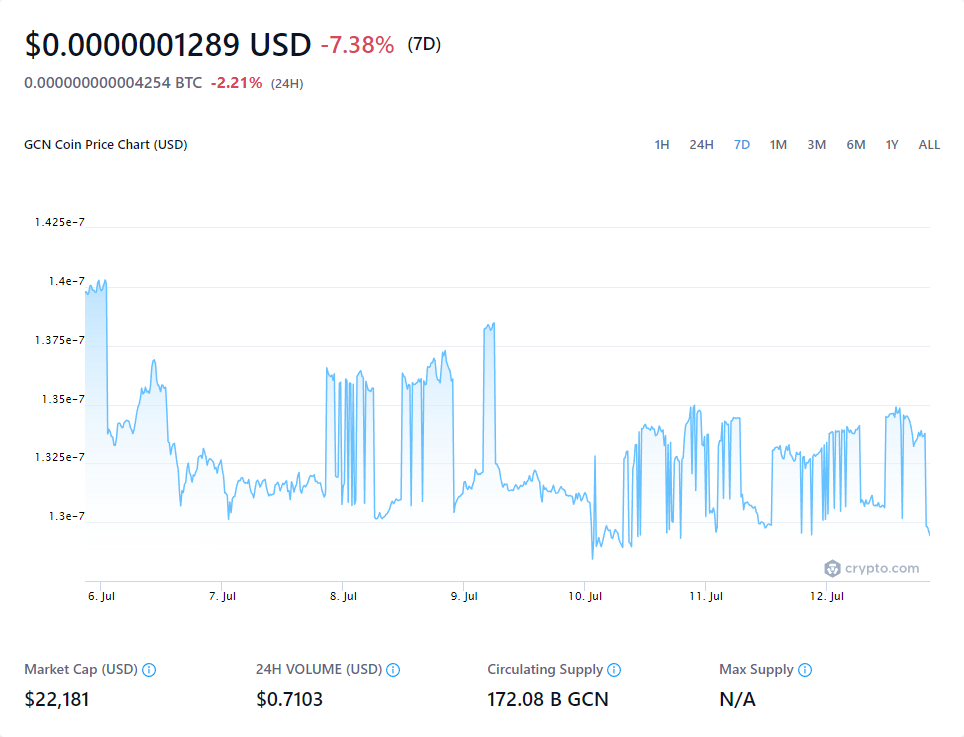 $0.0000001289 USD -7.38% (7D)
0.000000000004254 BTC -2.21% (24H)
GCN Coin Price Chart (USD) 1H 24H 7D 1M 3M 6M 1Y ALL
1.425e-7
1.4e-7
1.375e-7
1.35e-7
1.325e-7
1.3e-7
crypto.com
6. Jul 7. Jul 8. Jul 9. Jul 10. Jul 11. Jul 12. Jul
Market Cap (USD) 24H VOLUME (USD) Circulating Supply Max Supply
$22,181 $0.7103 172.08 B GCN N/A